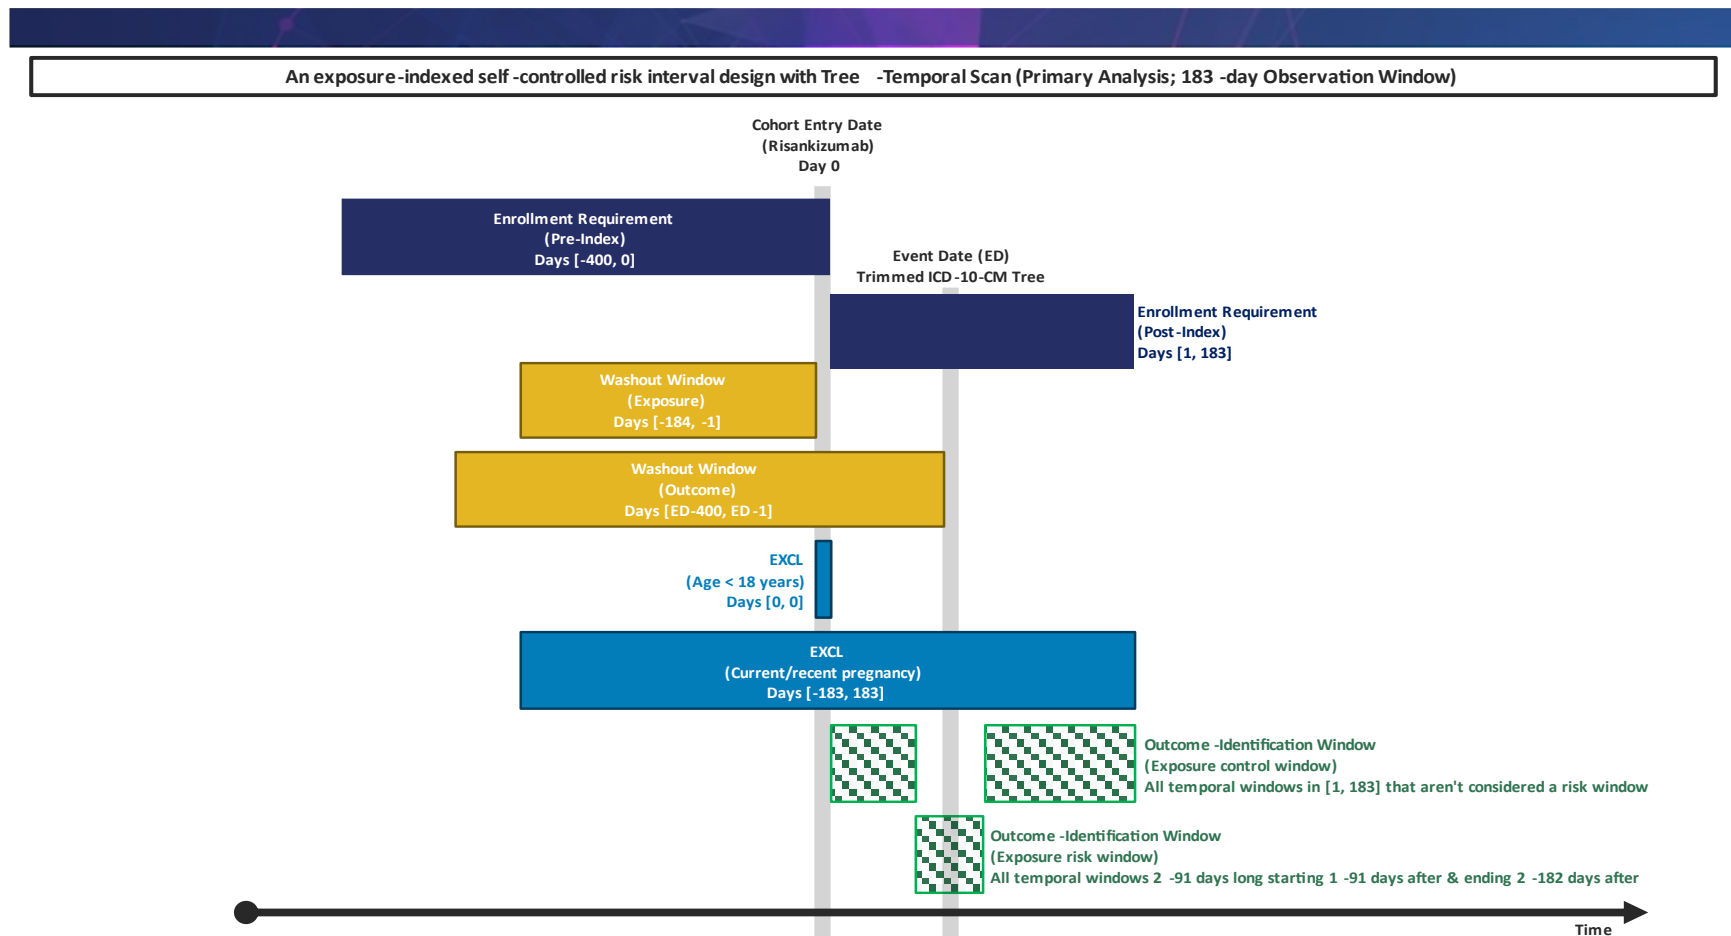 An exposure-indexed self-controlled risk interval design with Tree-Temporal Scan (Primary Analysis; 183-day Observation Window)
Cohort Entry Date
(Risankizumab)
Day 0
Enrollment Requirement
(Pre-Index)
Days [-400, 0]
Event Date (ED)
Trimmed ICD-10-CM Tree
Enrollment Requirement
(Post-Index)
Days [1, 183]
Washout Window
(Exposure)
Days [-184, -1]
Washout Window
(Outcome)
Days [ED-400, ED-1]
EXCL
(Age < 18 years)
Days [0, 0]
EXCL
(Current/recent pregnancy)
Days [-183, 183]
Outcome-Identification Window
(Exposure control window)
All temporal windows in [1, 183] that aren't considered a risk window
Outcome-Identification Window
(Exposure risk window)
All temporal windows 2-91 days long starting 1-91 days after & ending 2-182 days after
Time